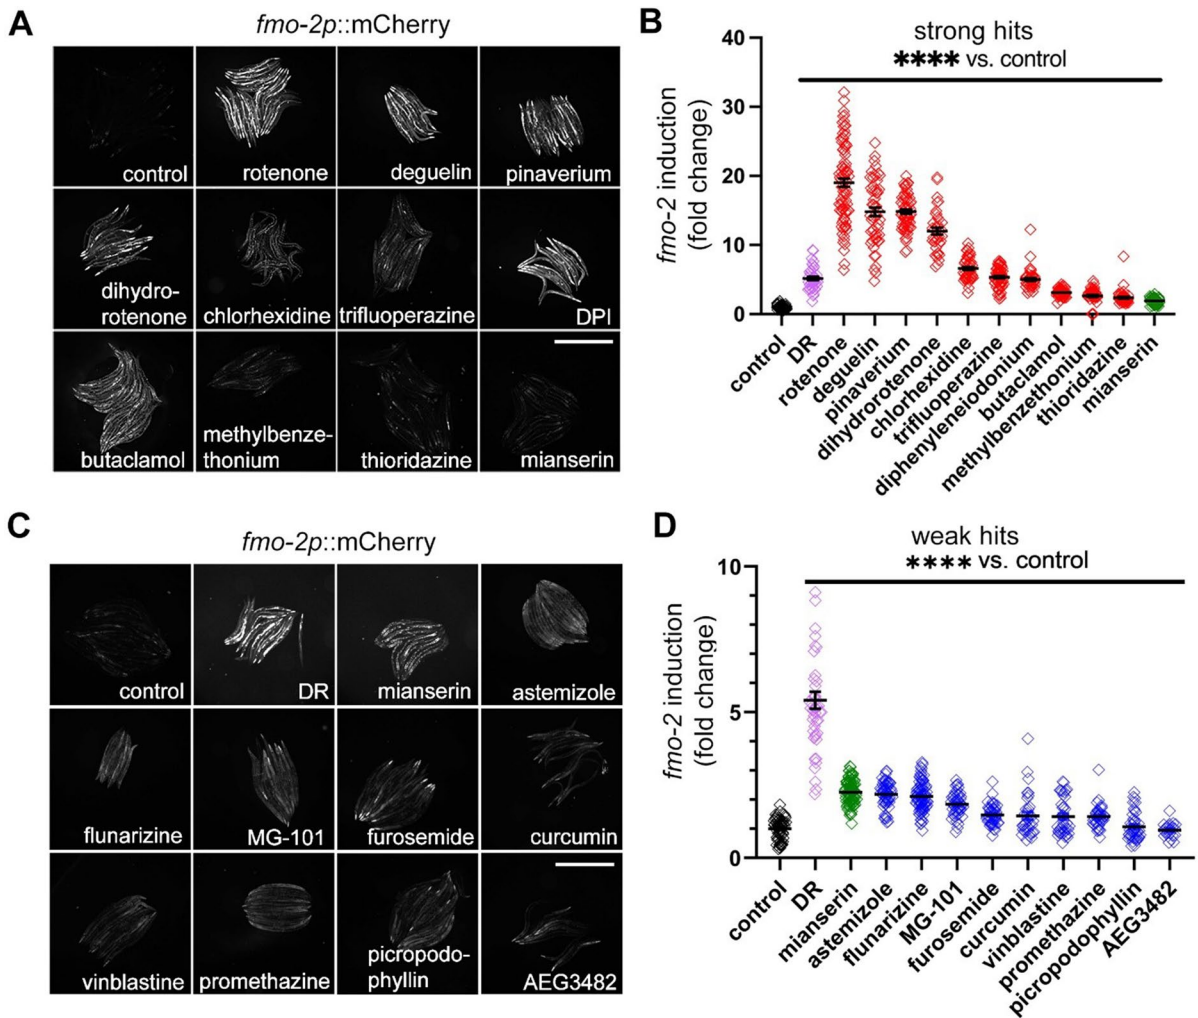 A
fmo-2p::mCherry
control
rotenone
deguelin
pinaverium
dihydro-
rotenone
chlorhexidine
trifluoperazine
DPI
butaclamol
methylbenze-
thonium
thioridazine
mianserin
B
strong hits
**** vs. control
fmo-2 induction
(fold change)
40
30
20
10
0
control
DR
rotenone
deguelin
pinaverium
dihydrorotenone
chlorhexidine
trifluoperazine
diphenyleneiodonium
butaclamol
methylbenzethonium
thioridazine
mianserin
C
fmo-2p::mCherry
control
DR
mianserin
astemizole
flunarizine
MG-101
furosemide
curcumin
vinblastine
promethazine
picropodo-
phyllin
AEG3482
D
weak hits
**** vs. control
fmo-2 induction
(fold change)
10
5
0
control
DR
mianserin
astemizole
flunarizine
MG-101
furosemide
curcumin
vinblastine
promethazine
picropodophyllin
AEG3482